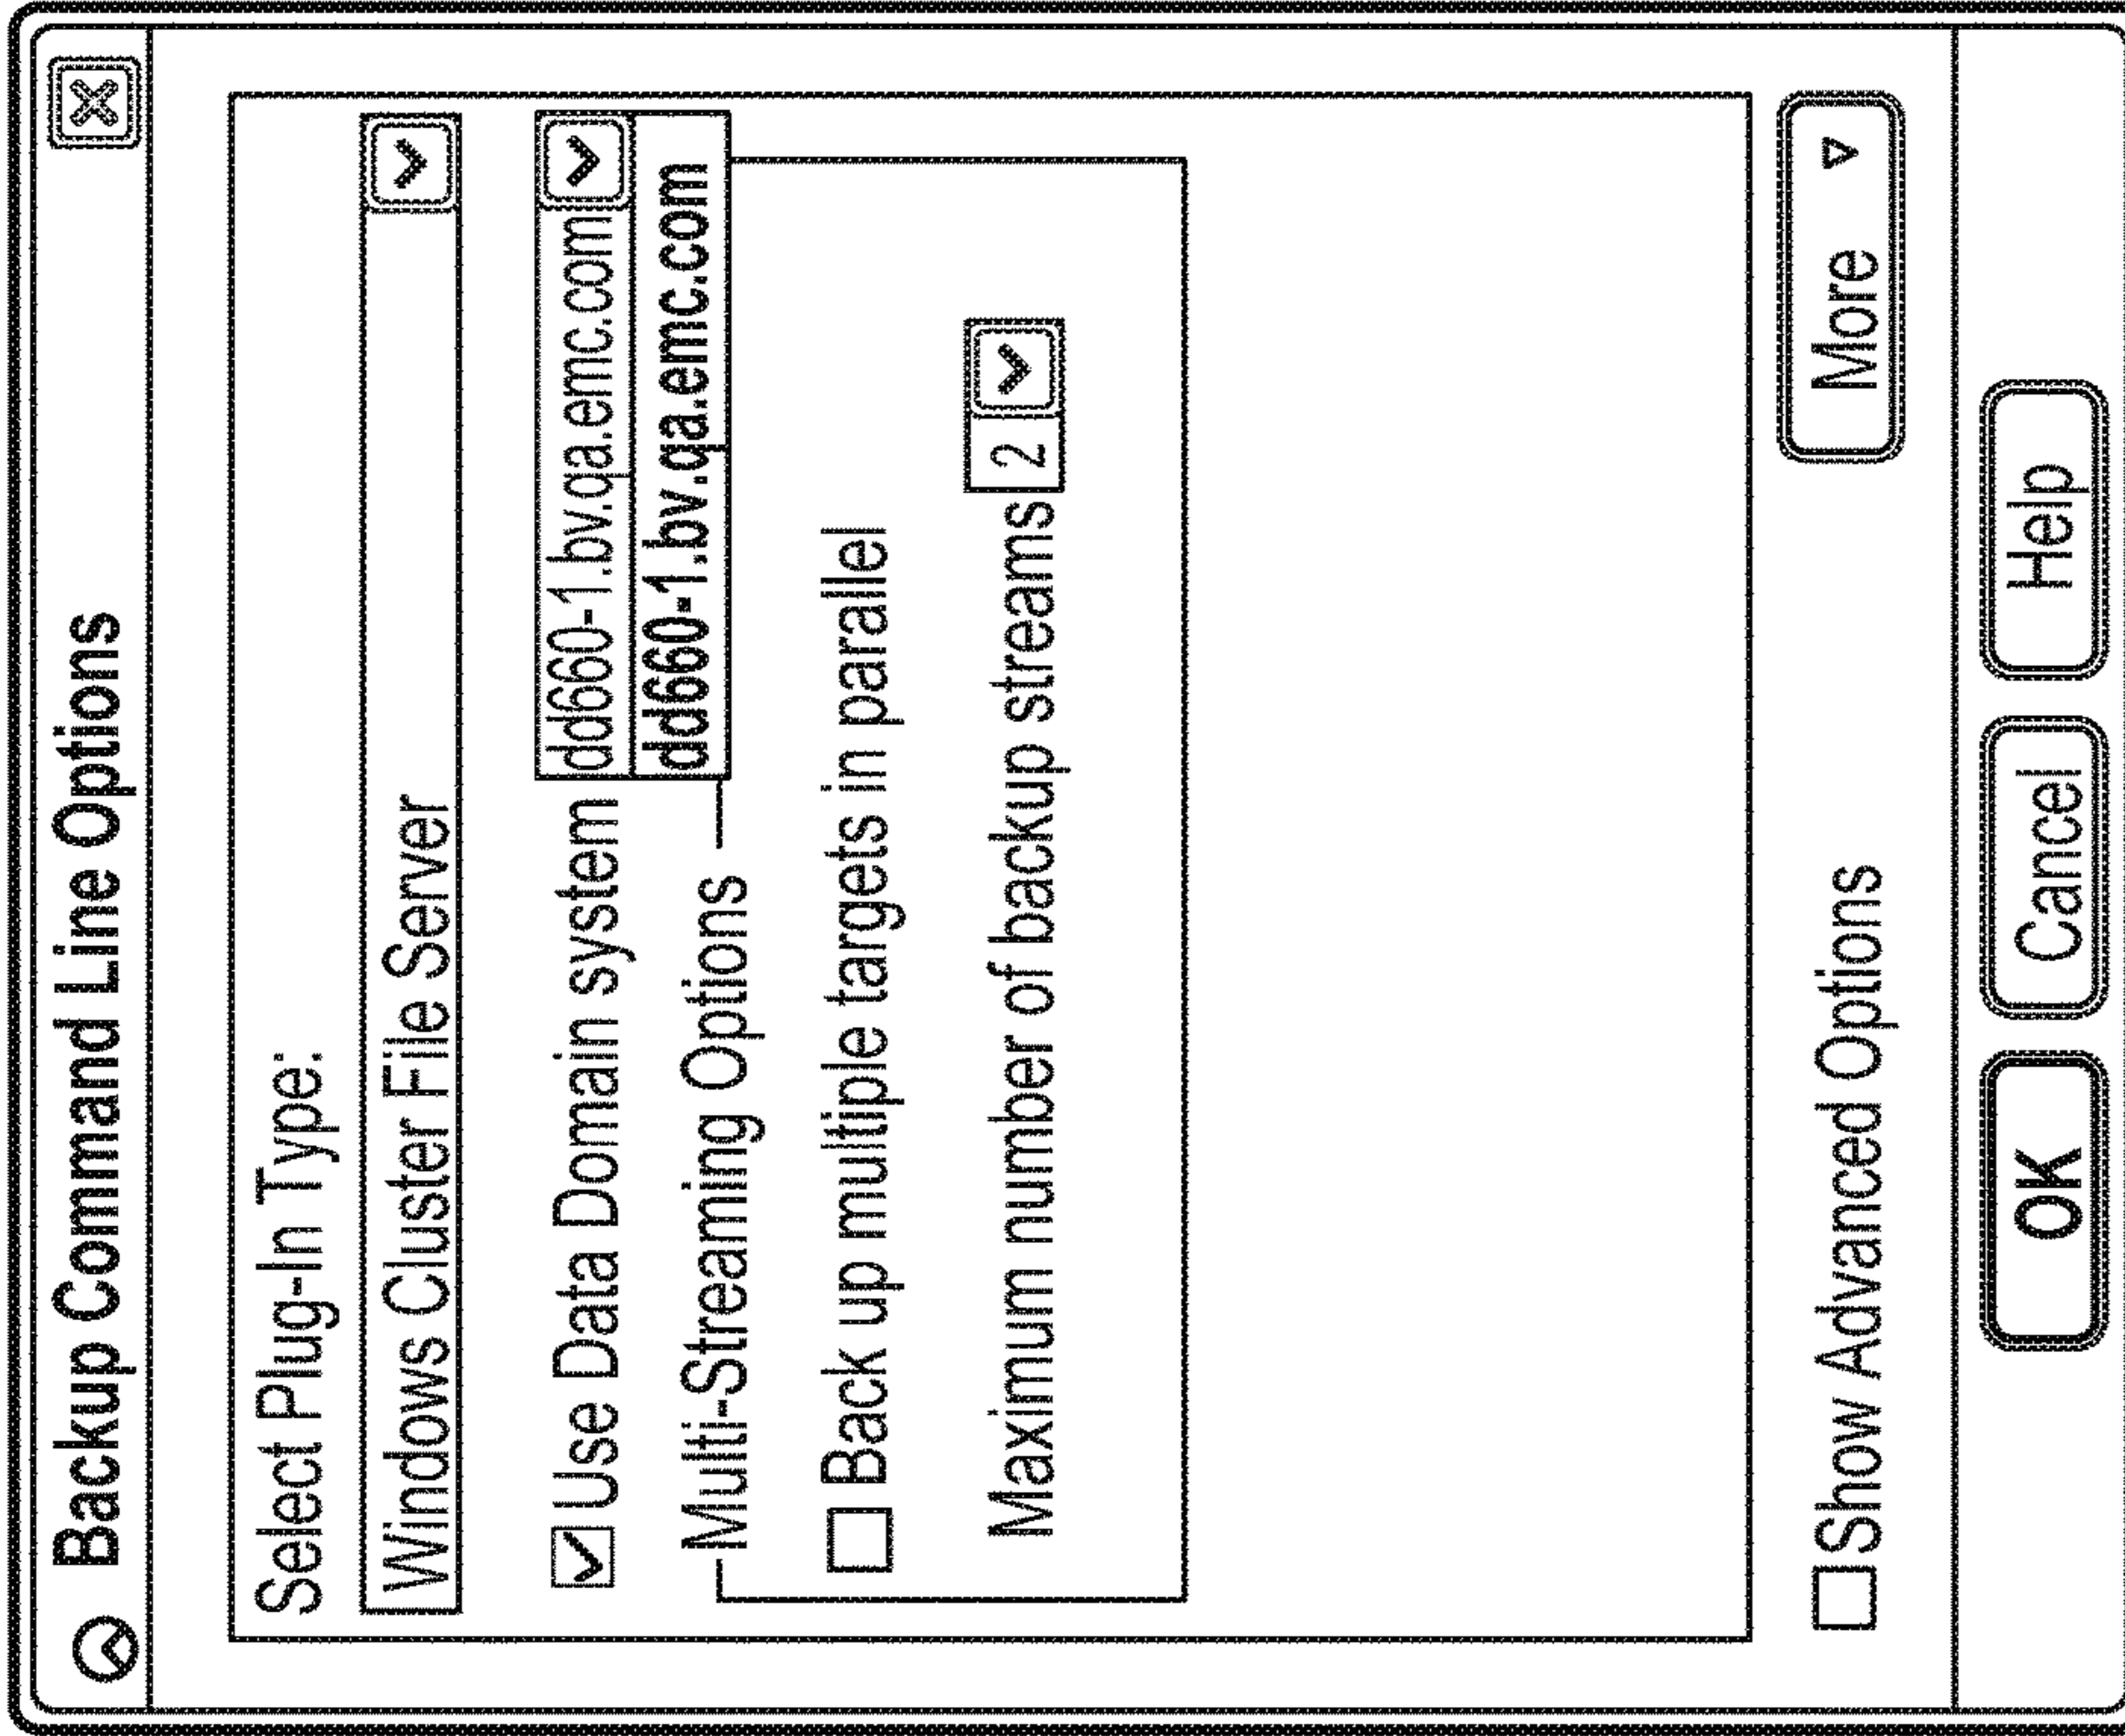 Backup Command Line Options
Select Plug-In Type:
Windows Cluster File Server
Use Data Domain system dd660-1.bv.qa.emc.com
dd660-1.bv.qa.emc.com
Multi-Streaming Options
Back up multiple targets in parallel
Maximum number of backup streams 2
Show Advanced Options More
OK Cancel Help